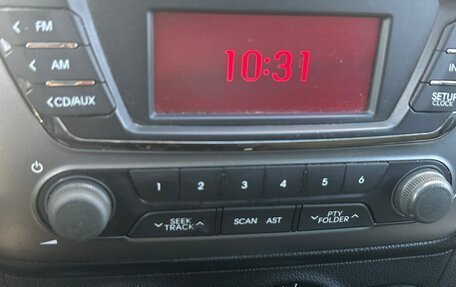 FM
10:31
AM
IN
CD/AUX
SETUP
CLOCK
1 2 3 4 5 6
SEEK
TRACK
SCAN AST
PTY
FOLDER